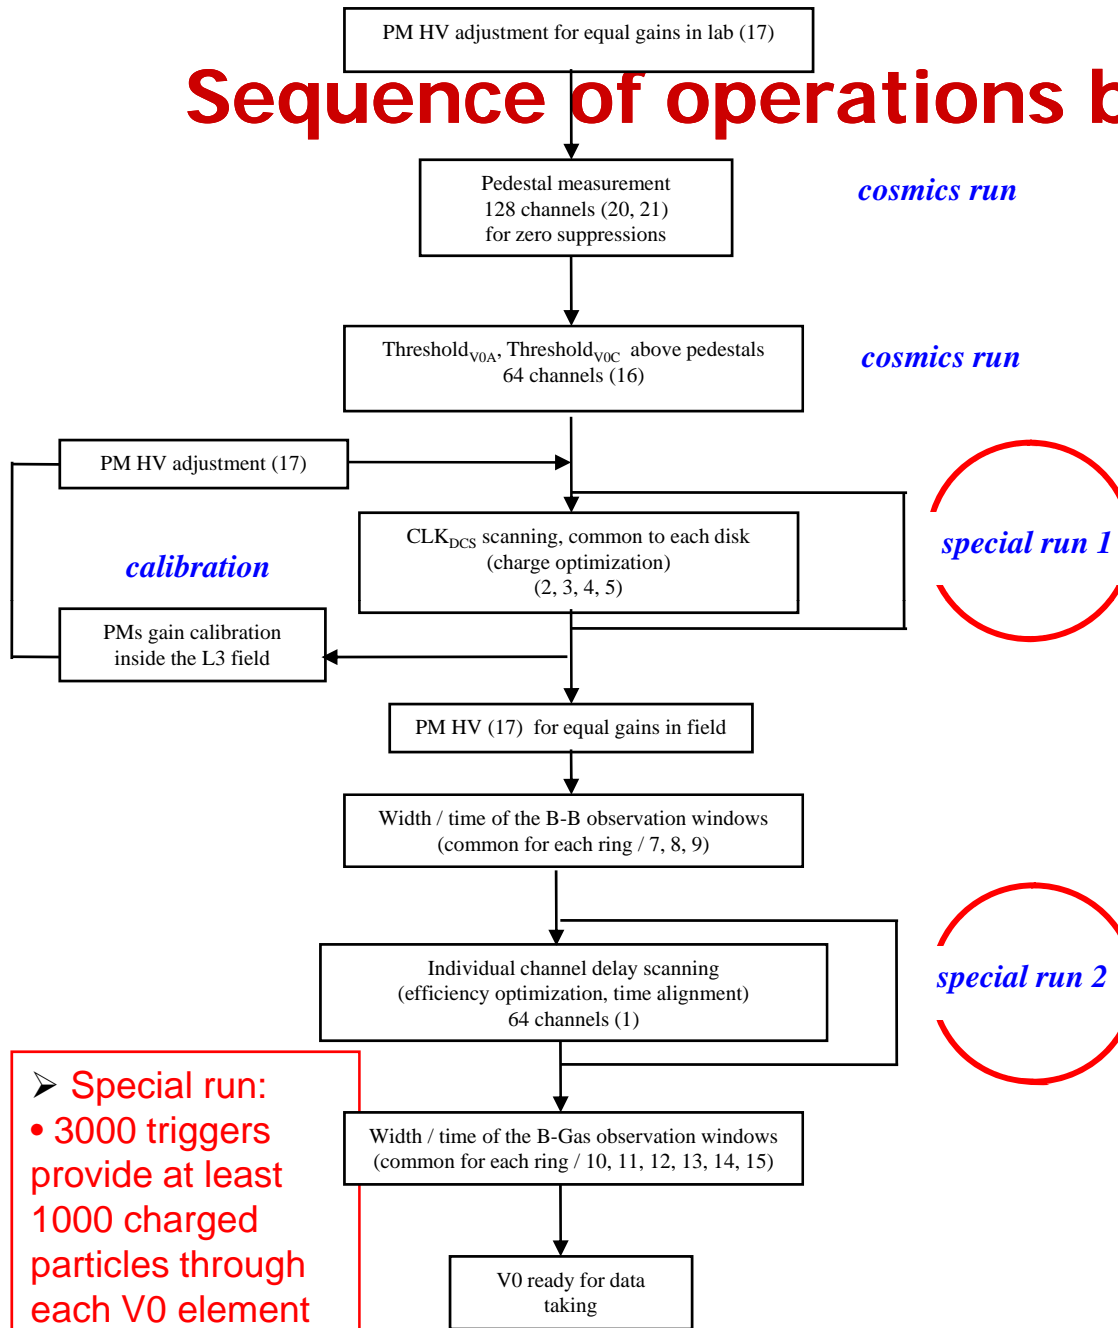 PM HV adjustment for equal gains in lab (17)
Sequence of operations b
Pedestal measurement
128 channels (20, 21)
for zero suppressions
cosmics run
Threshold_V0A, Threshold_V0C above pedestals
64 channels (16)
cosmics run
PM HV adjustment (17)
CLK_DCS scanning, common to each disk
(charge optimization)
(2, 3, 4, 5)
special run 1
calibration
PMs gain calibration
inside the L3 field
PM HV (17) for equal gains in field
Width / time of the B-B observation windows
(common for each ring / 7, 8, 9)
Individual channel delay scanning
(efficiency optimization, time alignment)
64 channels (1)
special run 2
➢ Special run:
• 3000 triggers
provide at least
1000 charged
particles through
each V0 element
Width / time of the B-Gas observation windows
(common for each ring / 10, 11, 12, 13, 14, 15)
V0 ready for data
taking